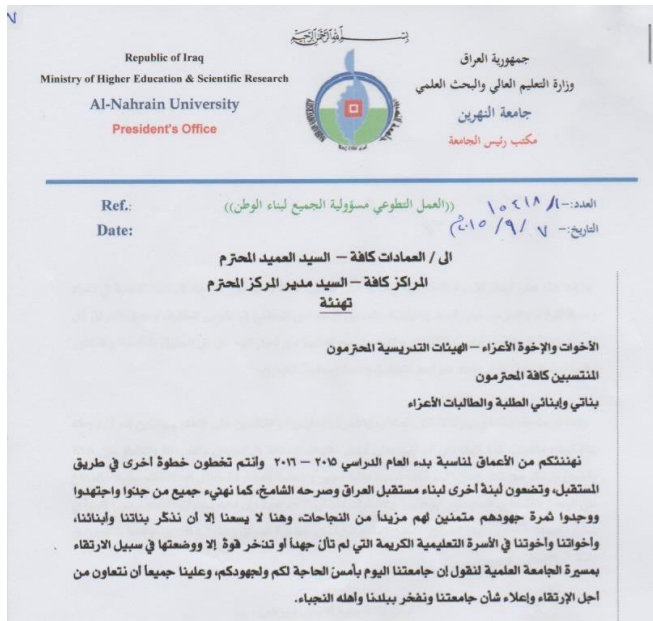 بسم الله الرحمن الرحيم
Republic of Iraq
Ministry of Higher Education & Scientific Research
Al-Nahrain University
President's Office
جمهورية العراق
وزارة التعليم العالي والبحث العلمي
جامعة النهرين
مكتب رئيس الجامعة
Ref.:
((العمل التطوعي مسؤولية الجميع لبناء الوطن))
العدد:-
Date:
التاريخ:- ٧ / ٩ / ٢٠١٥
الى / العمادات كافة – السيد العميد المحترم
المراكز كافة – السيد مدير المركز المحترم
تهنئة
الأخوات والإخوة الأعزاء – الهيئات التدريسية المحترمون
المنتسبين كافة المحترمون
بناتي وإبنائي الطلبة والطالبات الأعزاء
نهنئكم من الأعماق لمناسبة بدء العام الدراسي ٢٠١٥ – ٢٠١٦ وأنتم تخطون خطوة أخرى في طريق
المستقبل، وتضعون لبنة أخرى لبناء مستقبل العراق وصرحه الشامخ، كما نهنيء جميع من جدوا واجتهدوا
ووجدوا ثمرة جهودهم متمنين لهم مزيداً من النجاحات، وهنا لا يسعنا إلا أن نذكر بناتنا وأبنائنا،
وأخواتنا وأخوتنا في الأسرة التعليمية الكريمة التي لم تأل جهداً أو تدخر قوة إلا ووضعتها في سبيل الارتقاء
بمسيرة الجامعة العلمية لنقول إن جامعتنا اليوم بأمس الحاجة لكم ولجهودكم، وعلينا جميعاً أن نتعاون من
أجل الإرتقاء وإعلاء شأن جامعتنا ونفخر ببلدنا وأهله النجباء.